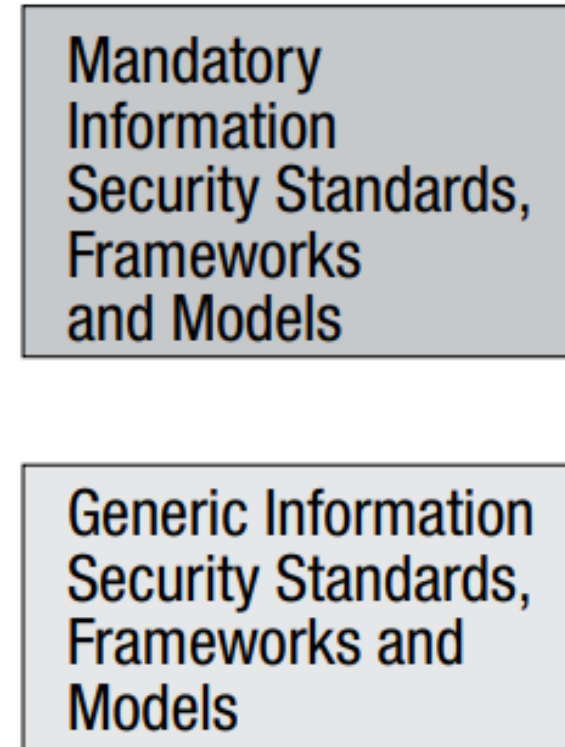 Mandatory
Information
Security Standards,
Frameworks
and Models
Generic Information
Security Standards,
Frameworks and
Models